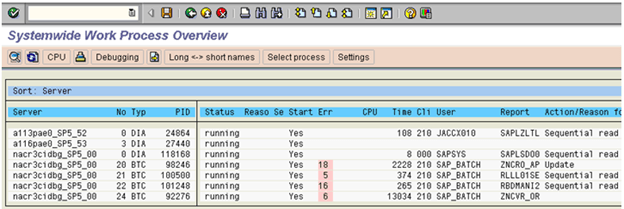 Systemwide Work Process Overview
CPU Debugging Long <-> short names Select process Settings
Sort: Server
Server No Typ PID Status Reaso Se Start Err CPU Time Cli User Report Action/Reason fo
a113pae0_SP5_52 0 DIA 24864 running Yes 108 210 JACCX010 SAPLZLTL Sequential read
a116pae0_SP5_53 3 DIA 27440 running Yes
nacr3cidbg_SP5_00 0 DIA 118168 running Yes 8 000 SAPSYS SAPLSDO0 Sequential read
nacr3cidbg_SP5_00 20 BTC 98246 running Yes 18 2228 210 SAP_BATCH ZNCRO_AP Update
nacr3cidbg_SP5_00 21 BTC 100500 running Yes 5 374 210 SAP_BATCH RLLL01SE Sequential read
nacr3cidbg_SP5_00 22 BTC 101248 running Yes 16 265 210 SAP_BATCH RBDMANI2 Sequential read
nacr3cidbg_SP5_00 24 BTC 92276 running Yes 6 13034 210 SAP_BATCH ZNCVR_OR